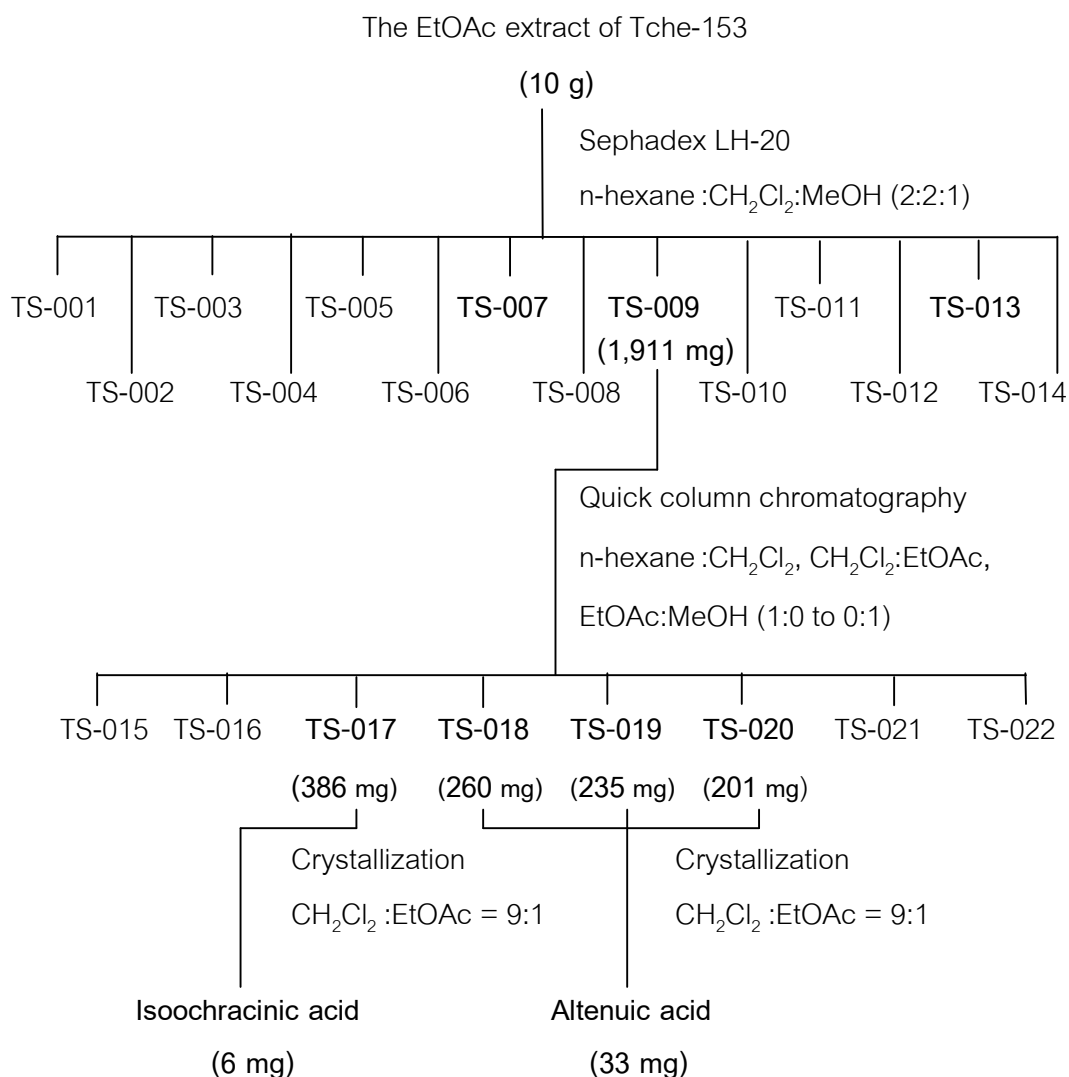 The EtOAc extract of Tche-153
(10 g)
Sephadex LH-20
n-hexane :CH₂Cl₂:MeOH (2:2:1)
TS-001 TS-003 TS-005 TS-007 TS-009 TS-011 TS-013
(1,911 mg)
TS-002 TS-004 TS-006 TS-008 TS-010 TS-012 TS-014
Quick column chromatography
n-hexane :CH₂Cl₂, CH₂Cl₂:EtOAc,
EtOAc:MeOH (1:0 to 0:1)
TS-015 TS-016 TS-017 TS-018 TS-019 TS-020 TS-021 TS-022
(386 mg) (260 mg) (235 mg) (201 mg)
Crystallization Crystallization
CH₂Cl₂ :EtOAc = 9:1 CH₂Cl₂ :EtOAc = 9:1
Isoochracinic acid Altenuic acid
(6 mg) (33 mg)